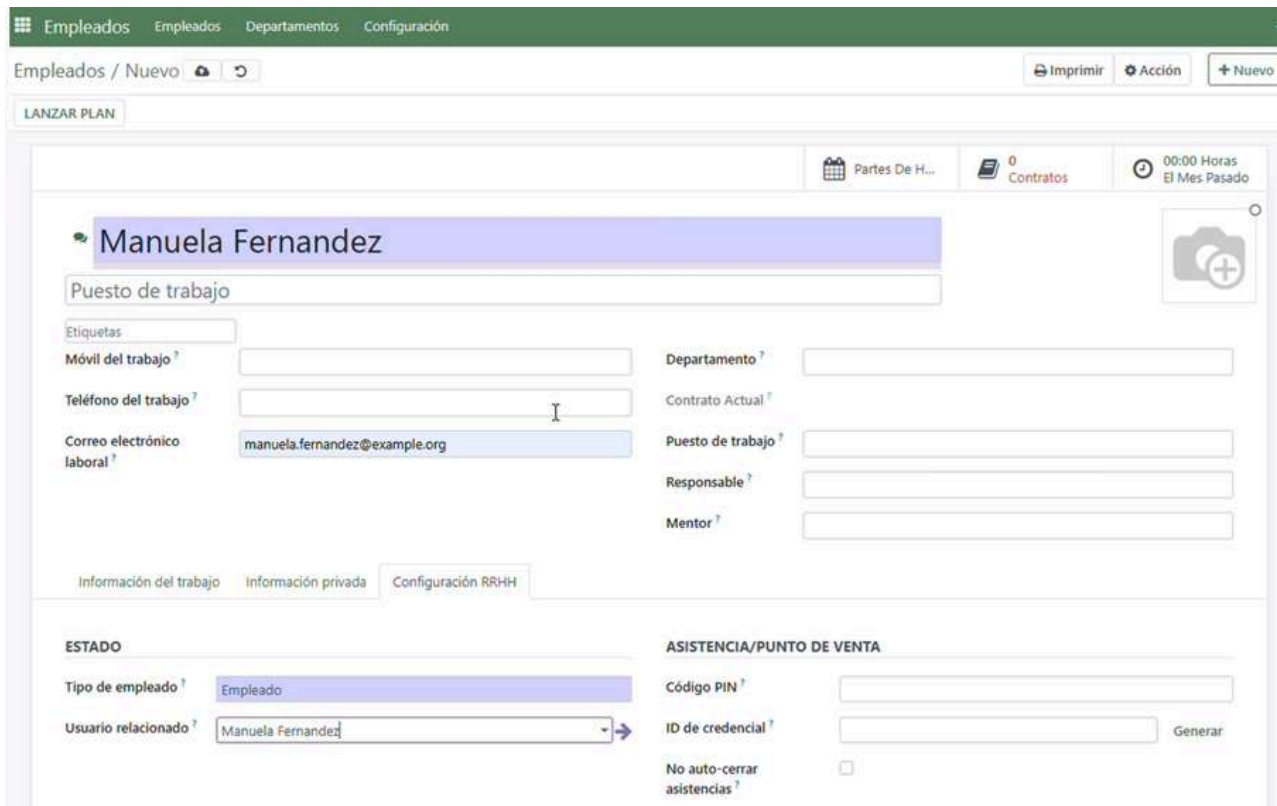 Empleados Empleados Departamentos Configuración
Empleados / Nuevo Imprimir Acción + Nuevo
LANZAR PLAN
Partes De H... 0 Contratos 00:00 Horas El Mes Pasado
Manuela Fernandez
Puesto de trabajo
Etiquetas
Móvil del trabajo ? Departamento ?
Teléfono del trabajo ? Contrato Actual ?
Correo electrónico laboral ? manuela.fernandez@example.org Puesto de trabajo ?
Responsable ?
Mentor ?
Información del trabajo Información privada Configuración RRHH
ESTADO ASISTENCIA/PUNTO DE VENTA
Tipo de empleado ? Empleado Código PIN ?
Usuario relacionado ? Manuela Fernandez ID de credencial ? Generar
No auto-cerrar
asistencias ?